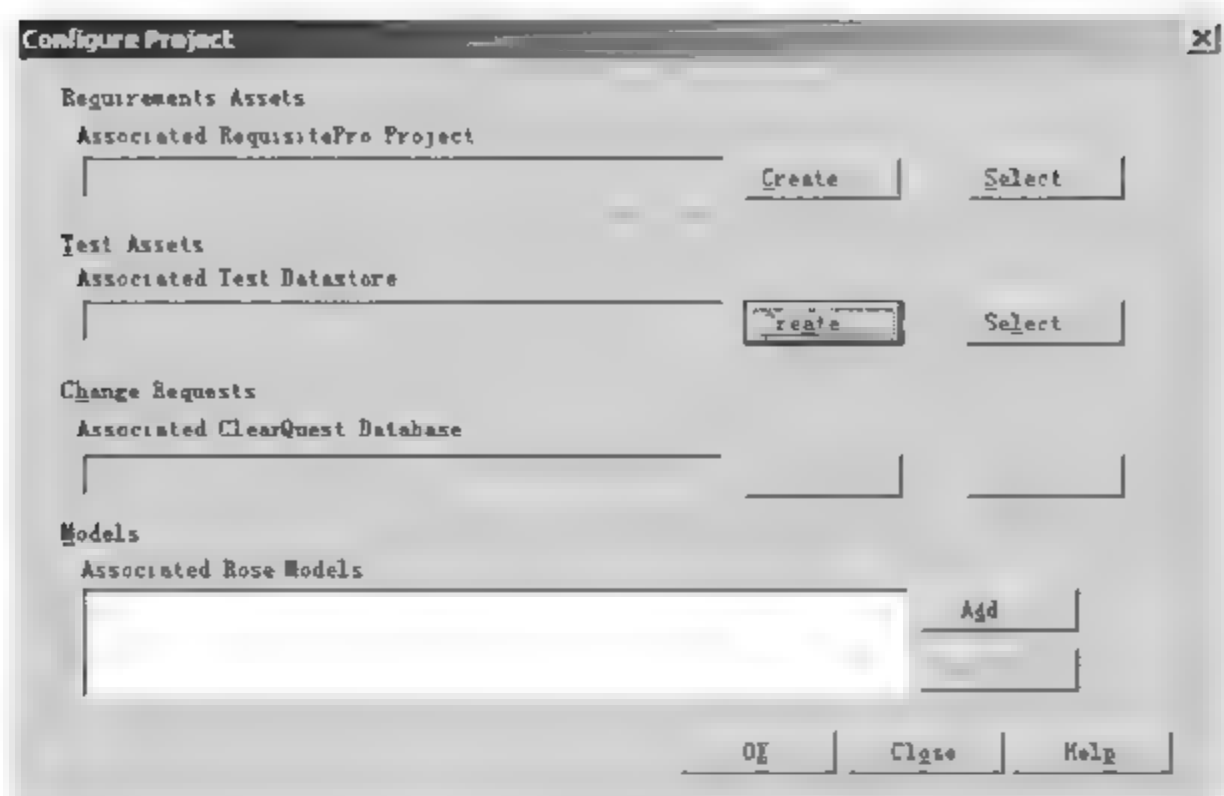 Configure Project
Requirements Assets
Associated RequisitePro Project
Create Select
Test Assets
Associated Test Datastore
Create Select
Change Requests
Associated ClearQuest Database
Models
Associated Rose Models
Add
OK Close Help